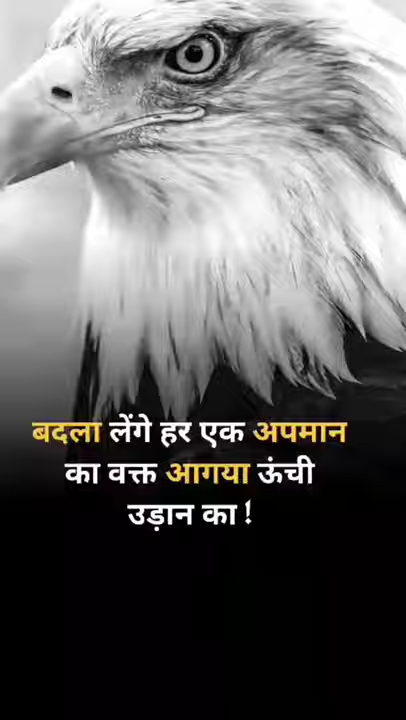 बदला लेंगे हर एक अपमान
का वक्त आगया ऊंची
उड़ान का!